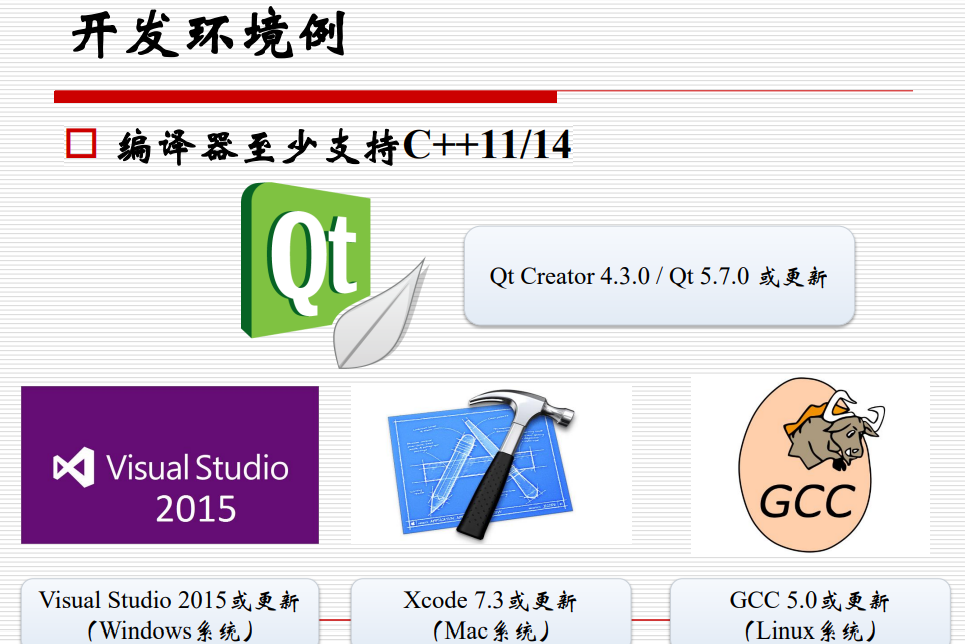 开发环境例
编译器至少支持C++11/14
Qt
Qt Creator 4.3.0 / Qt 5.7.0 或更新
Visual Studio
2015
GCC
Visual Studio 2015或更新
(Windows系统)
Xcode 7.3或更新
(Mac系统)
GCC 5.0或更新
(Linux系统)